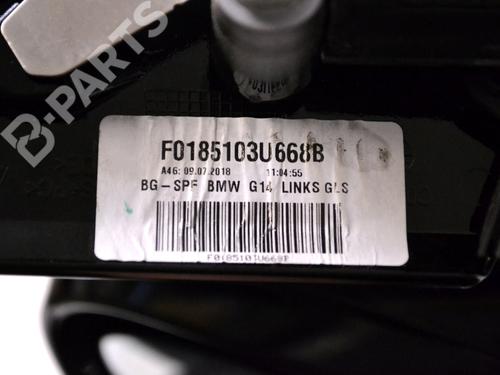 B-PARTS
F0185103U668B
A46: 09.07.2018 11:04:55
BG-SPF BMW G14 LINKS GLS
F0185103U668B